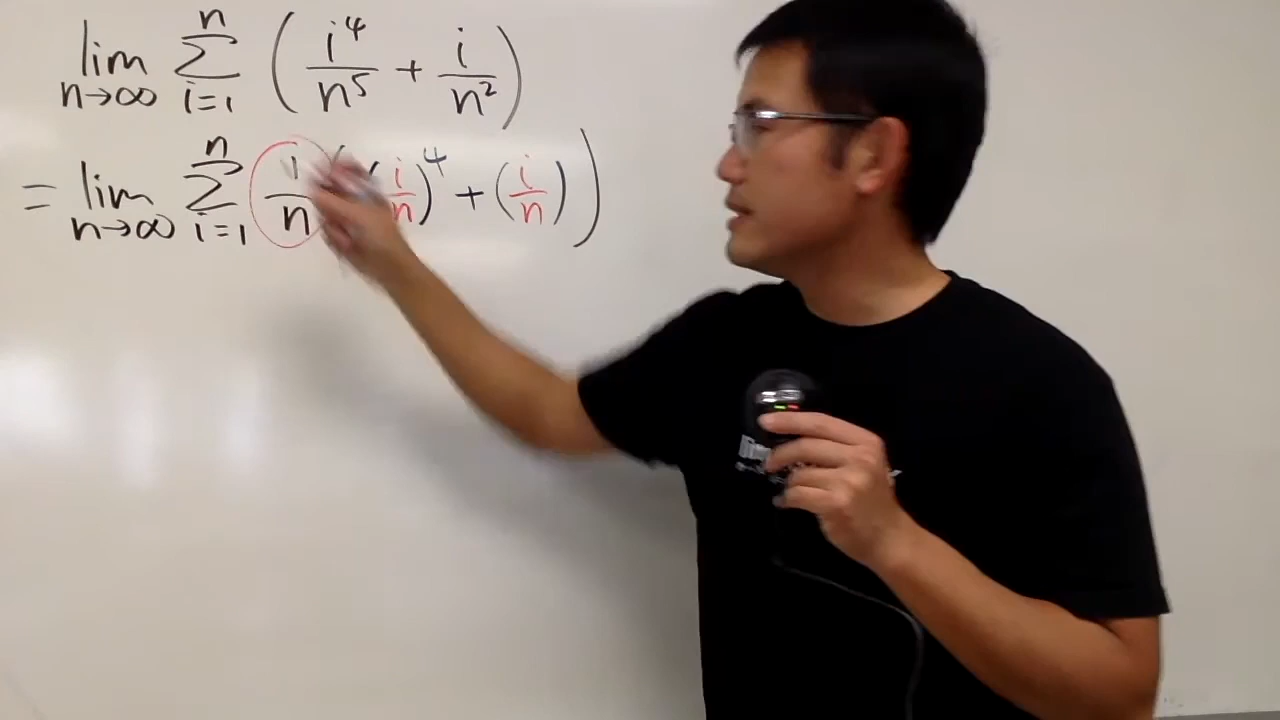 lim n→∞ n Σ i=1 ( i⁴/n⁵ + i/n² )
= lim n→∞ n Σ i=1 1/n ( ( i/n )⁴ + ( i/n ) )